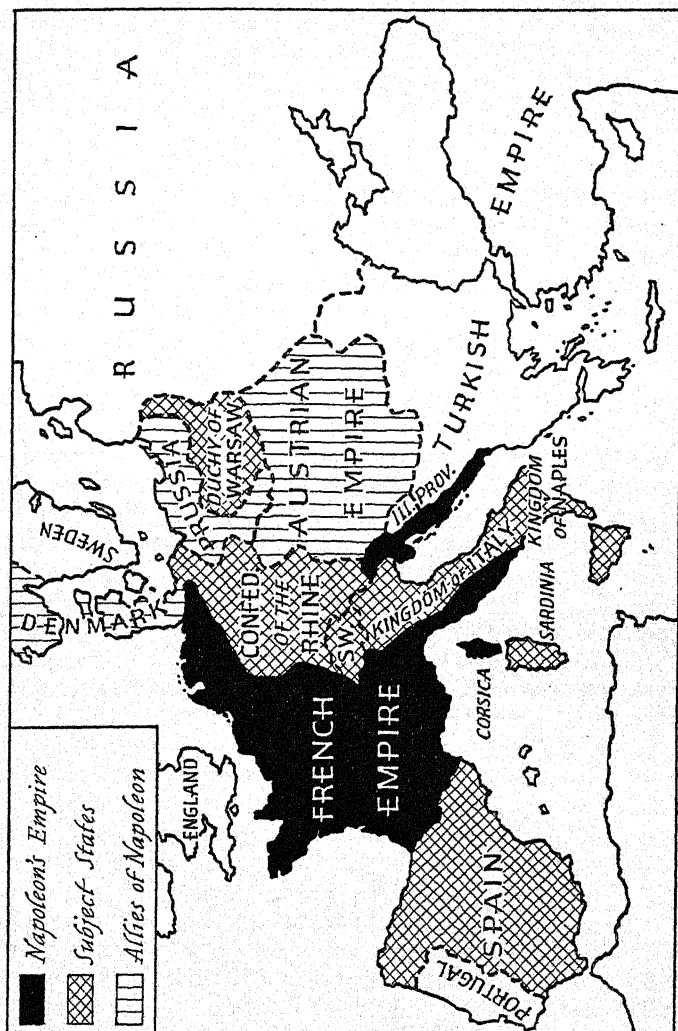 Napoleon's Empire
Subject States
Allies of Napoleon
RUSSIA
SWEDEN
DENMARK
ENGLAND
PRUSSIA
DUCHY OF
WARSAW
CONFED
OF THE
RHINE
AUSTRIAN
EMPIRE
FRENCH
EMPIRE
SW.
KINGDOM OF ITALY
ILL. PROV.
TURKISH
EMPIRE
KINGDOM
OF NAPLES
CORSICA
SARDINIA
SPAIN
PORTUGAL